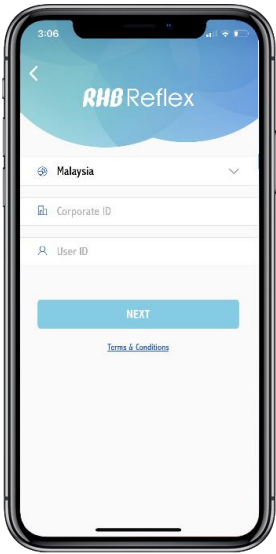 3:06
RHB Reflex
Malaysia
Corporate ID
User ID
NEXT
Terms & Conditions